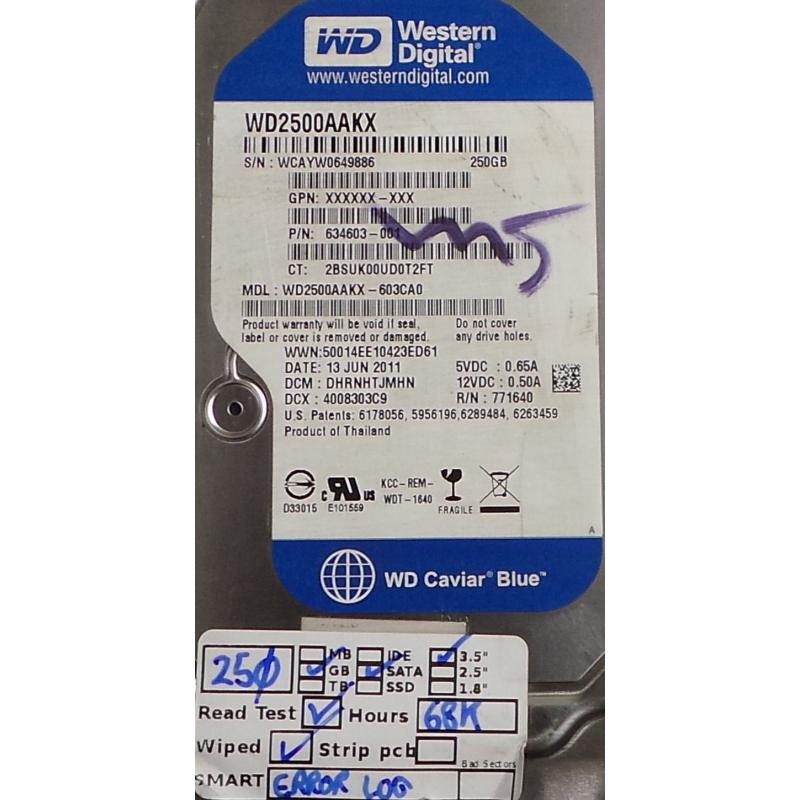 WD Western Digital®
www.westerndigital.com
WD2500AAKX
S/N : WCAYW0649886 250GB
GPN: XXXXXX-XXX
P/N: 634603-001
wms
CT: 2BSUK00UD0T2FT
MDL : WD2500AAKX-603CA0
Product warranty will be void if seal, Do not cover
label or cover is removed or damaged. any drive holes.
WWN:50014EE10423ED61
DATE: 13 JUN 2011 5VDC : 0.65A
DCM : DHRNHTJMHN 12VDC : 0.50A
DCX : 4008303C9 R/N : 771640
U.S. Patents: 6178056, 5956196,6289484, 6263459
Product of Thailand
KCC-REM-
c RU us WDT-1640
D33015 E101559 FRAGILE
A
WD Caviar® Blue™
250 MB IDE 3.5"
GB SATA 2.5"
TB SSD 1.8"
Read Test Hours 68K
Wiped Strip pcb
Bad Sectors
SMART ERROR LOG